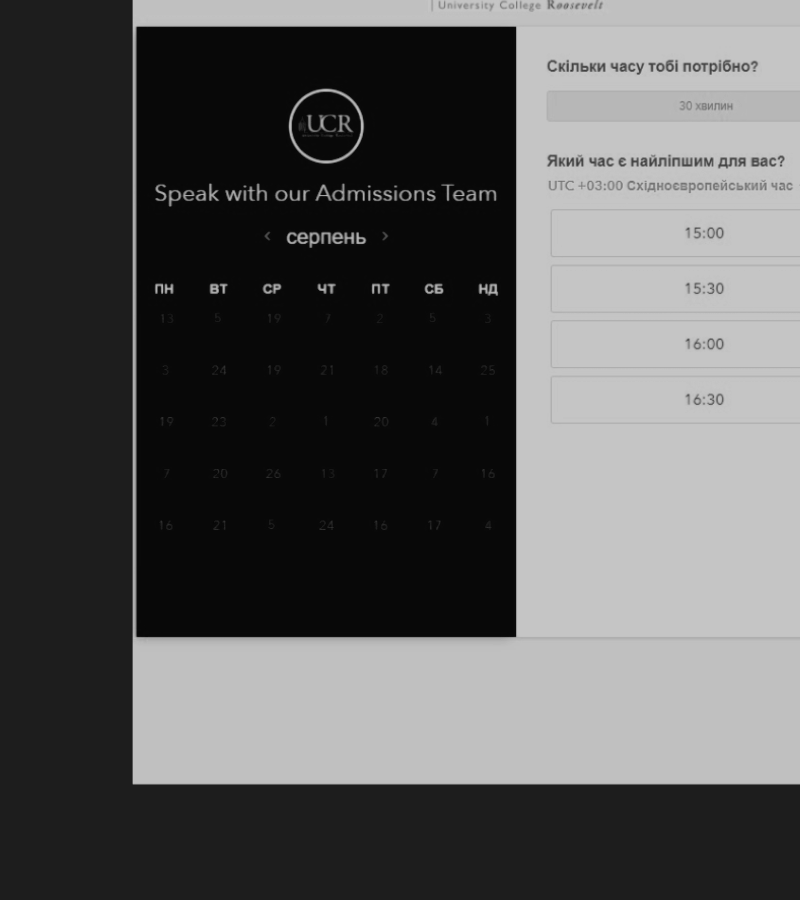 University College Roosevelt
UCR
Speak with our Admissions Team
серпень
ПН ВТ СР ЧТ ПТ СБ НД
13 5 19 7 2 5 3
3 24 19 21 18 14 25
19 23 2 1 20 4 1
7 20 26 13 17 7 16
16 21 5 24 16 17 4
Скільки часу тобі потрібно?
30 хвилин
Який час є найліпшим для вас?
UTC +03:00 Східноєвропейський час
15:00
15:30
16:00
16:30